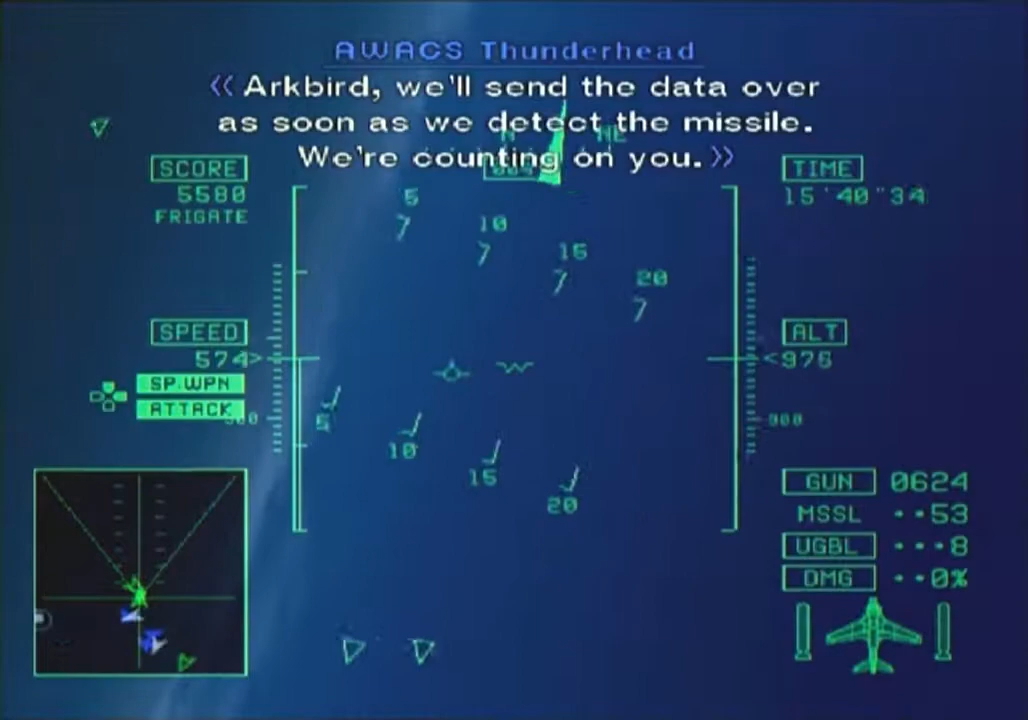 AWACS Thunderhead
« Arkbird, we'll send the data over
as soon as we detect the missile.
We're counting on you. »
N NE
SCORE
5580
FRIGATE
TIME
15'40"34
5
10
15
20
SPEED
574>
ALT
<976
SP.WPN
ATTACK
900
5
10
15
20
GUN 0624
MSSL --53
UGBL ---8
DMG --0%